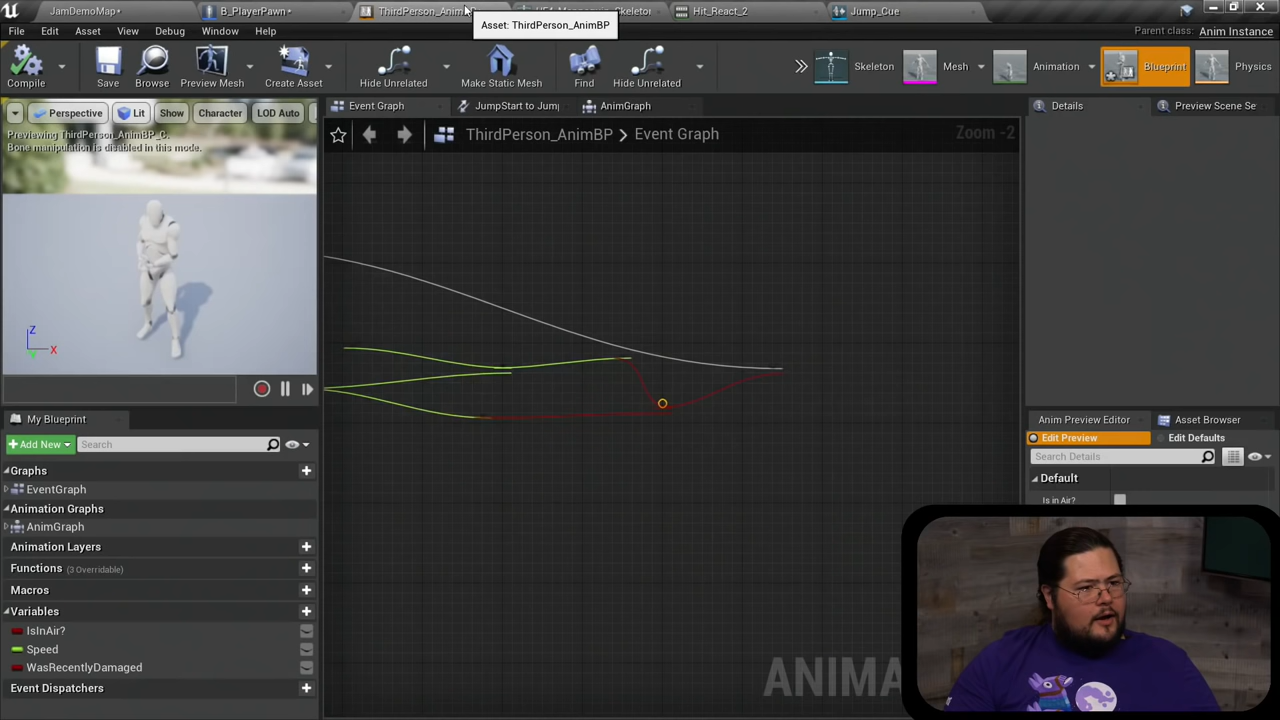 JamDemoMap•
B_PlayerPawn•
ThirdPerson_Anim
Hit_React_2
Jump_Cue
Asset: ThirdPerson_AnimBP
File
Edit
Asset
View
Debug
Window
Help
Parent class: Anim Instance
Compile
Save
Browse
Preview Mesh
Create Asset
Hide Unrelated
Make Static Mesh
Find
Hide Unrelated
Skeleton
Mesh
Animation
Blueprint
Physics
Perspective
Lit
Show
Character
LOD Auto
Event Graph
JumpStart to Jum
AnimGraph
Details
Preview Scene Se
Previewing ThirdPerson_AnimBP_C.
Bone manipulation is disabled in this mode.
ThirdPerson_AnimBP > Event Graph
Zoom -2
Z
X
My Blueprint
Add New
Search
Graphs
EventGraph
Animation Graphs
AnimGraph
Animation Layers
Functions (3 Overridable)
Macros
Variables
IsInAir?
Speed
WasRecentlyDamaged
Event Dispatchers
ANIMA
Anim Preview Editor
Asset Browser
Edit Preview
Edit Defaults
Search Details
Default
Is in Air?